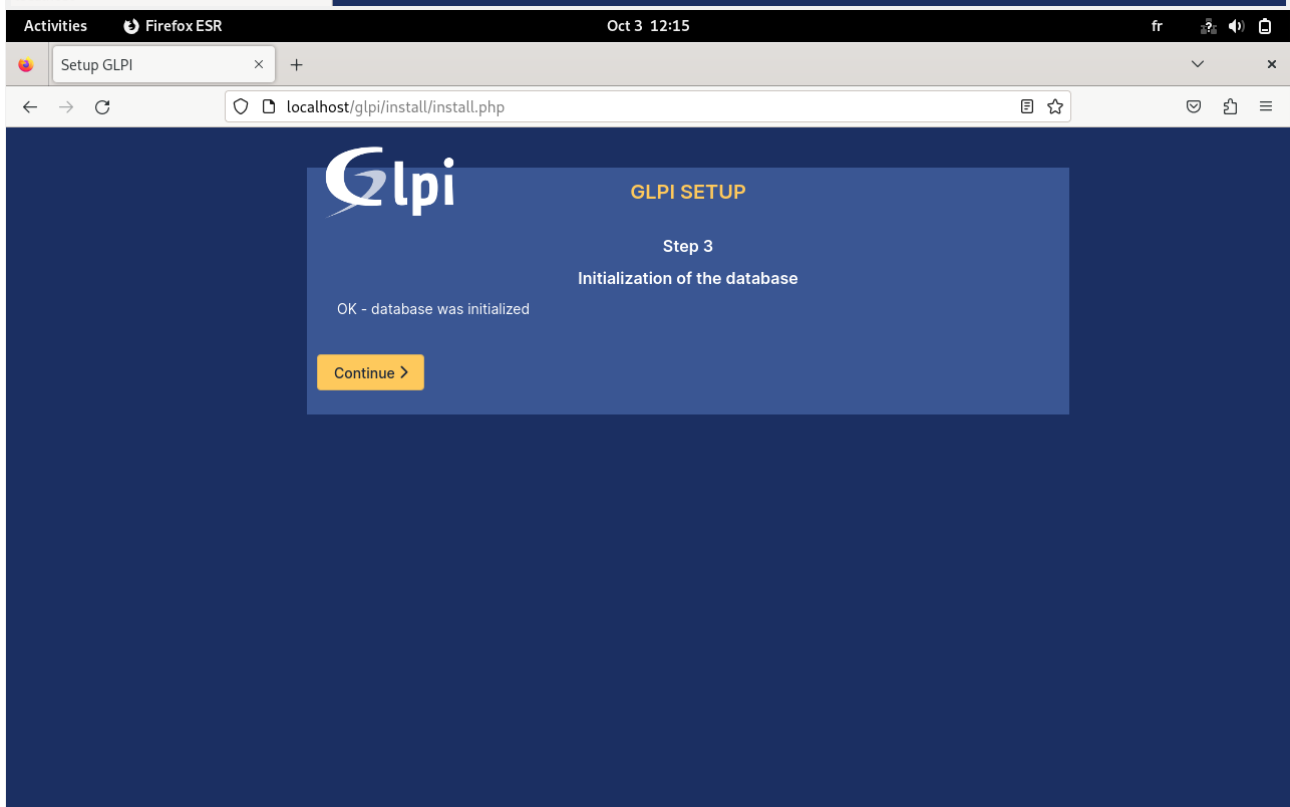 Activities Firefox ESR Oct 3 12:15 fr
Setup GLPI
localhost/glpi/install/install.php
Glpi
GLPI SETUP
Step 3
Initialization of the database
OK - database was initialized
Continue